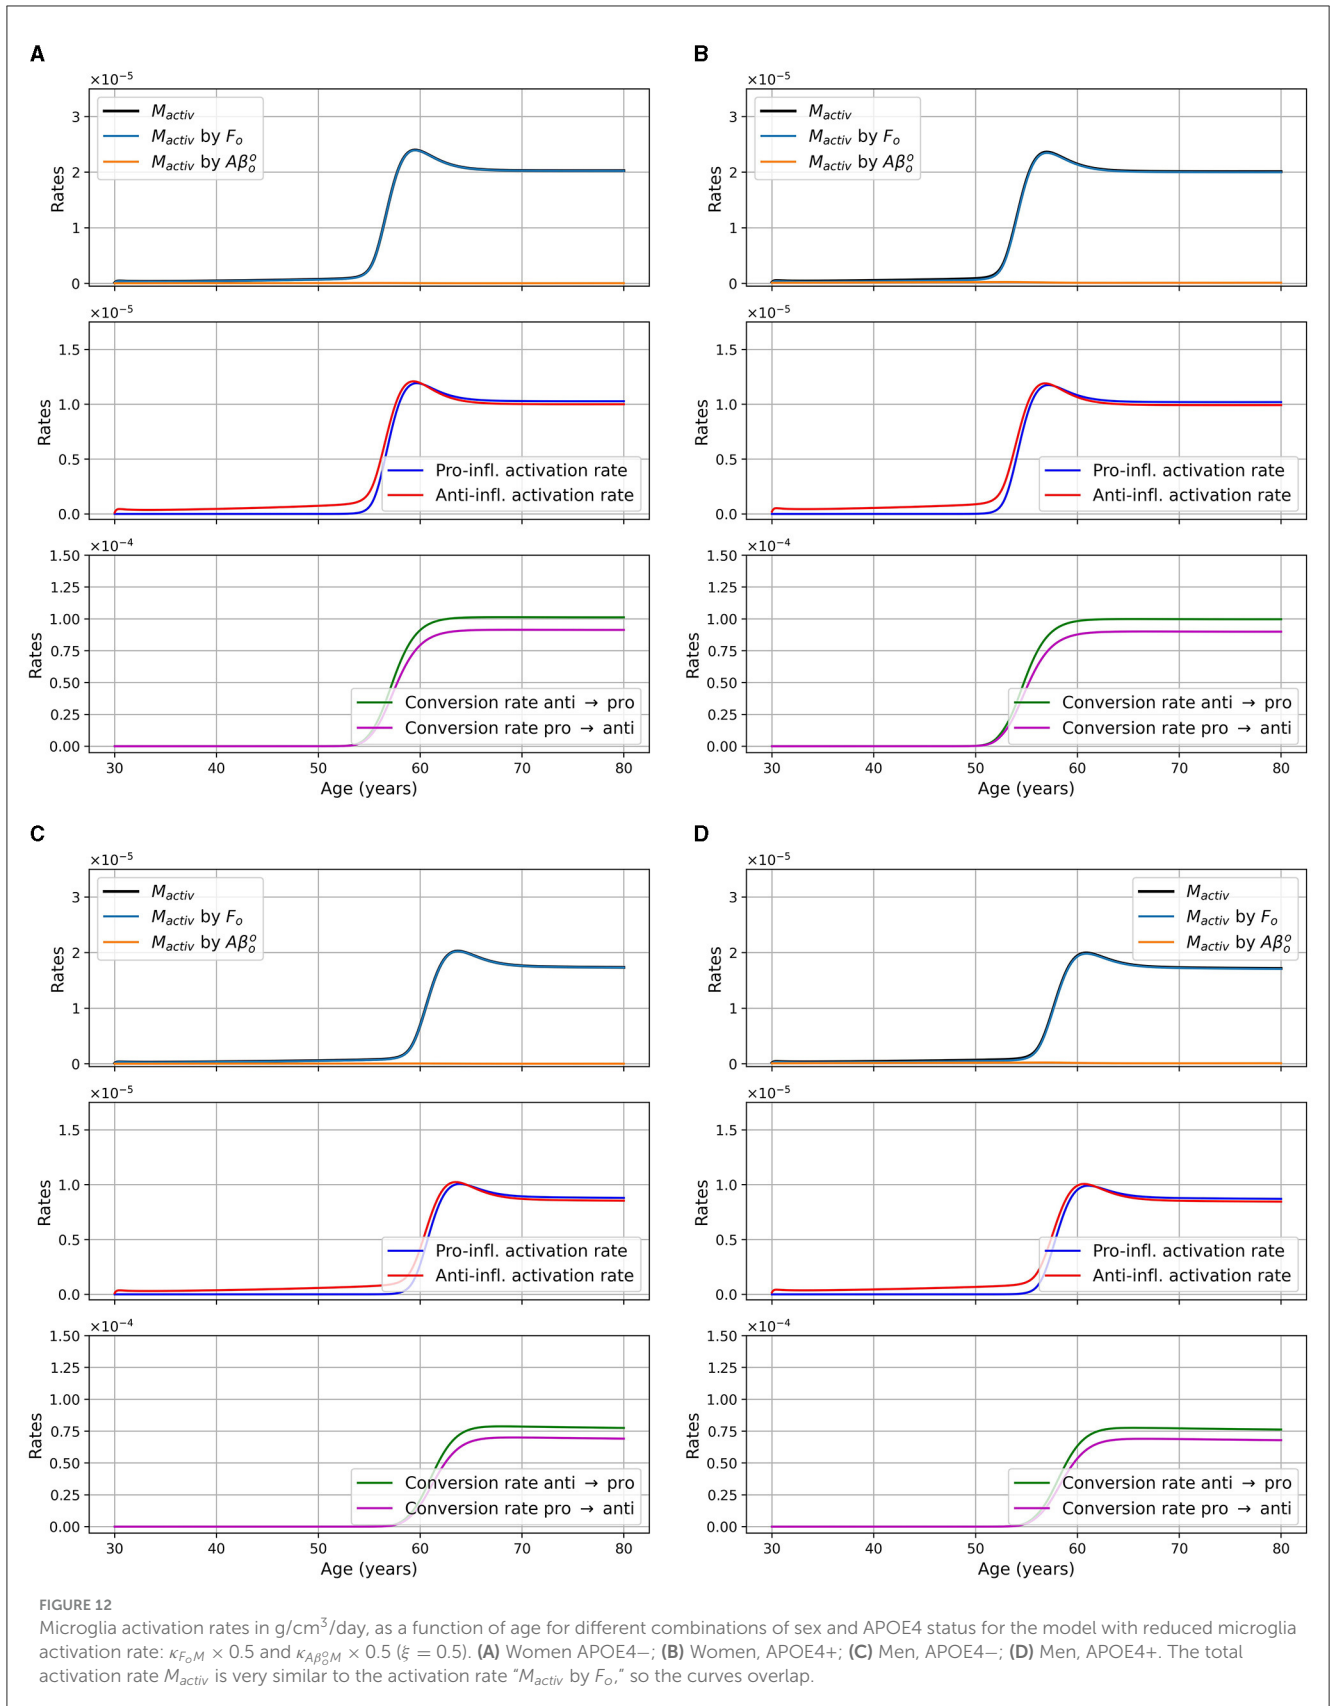 A
×10⁻⁵
M_activ
M_activ by F_o
M_activ by Aβ_o^o
3
2
1
0
Rates
×10⁻⁵
1.5
1.0
0.5
0.0
Rates
Pro-infl. activation rate
Anti-infl. activation rate
×10⁻⁴
1.50
1.25
1.00
0.75
0.50
0.25
0.00
Rates
Conversion rate anti → pro
Conversion rate pro → anti
30 40 50 60 70 80
Age (years)
B
×10⁻⁵
M_activ
M_activ by F_o
M_activ by Aβ_o^o
3
2
1
0
Rates
×10⁻⁵
1.5
1.0
0.5
0.0
Rates
Pro-infl. activation rate
Anti-infl. activation rate
×10⁻⁴
1.50
1.25
1.00
0.75
0.50
0.25
0.00
Rates
Conversion rate anti → pro
Conversion rate pro → anti
30 40 50 60 70 80
Age (years)
C
×10⁻⁵
M_activ
M_activ by F_o
M_activ by Aβ_o^o
3
2
1
0
Rates
×10⁻⁵
1.5
1.0
0.5
0.0
Rates
Pro-infl. activation rate
Anti-infl. activation rate
×10⁻⁴
1.50
1.25
1.00
0.75
0.50
0.25
0.00
Rates
Conversion rate anti → pro
Conversion rate pro → anti
30 40 50 60 70 80
Age (years)
D
×10⁻⁵
M_activ
M_activ by F_o
M_activ by Aβ_o^o
3
2
1
0
Rates
×10⁻⁵
1.5
1.0
0.5
0.0
Rates
Pro-infl. activation rate
Anti-infl. activation rate
×10⁻⁴
1.50
1.25
1.00
0.75
0.50
0.25
0.00
Rates
Conversion rate anti → pro
Conversion rate pro → anti
30 40 50 60 70 80
Age (years)
FIGURE 12
Microglia activation rates in g/cm³/day, as a function of age for different combinations of sex and APOE4 status for the model with reduced microglia
activation rate: κ_{F_oM} × 0.5 and κ_{Aβ_o^oM} × 0.5 (ξ = 0.5). (A) Women APOE4−; (B) Women, APOE4+; (C) Men, APOE4−; (D) Men, APOE4+. The total
activation rate M_activ is very similar to the activation rate “M_activ by F_o,” so the curves overlap.